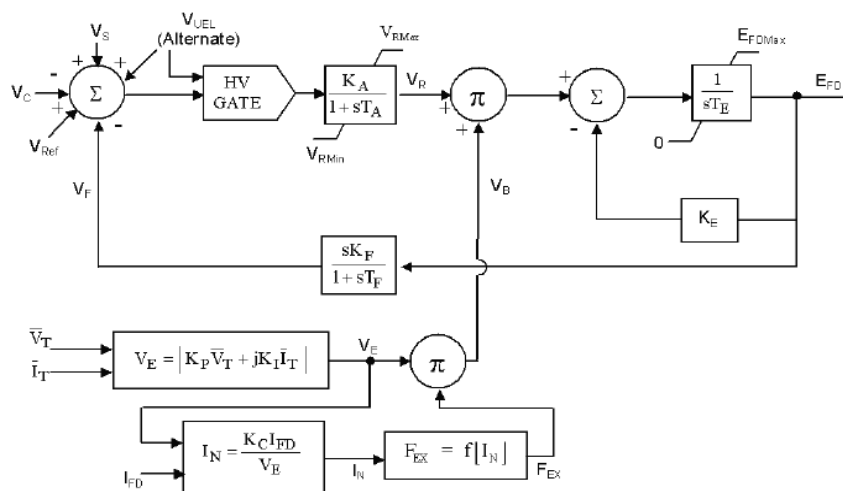 V_S
V_UEL
(Alternate)
V_C
V_Ref
V_F
- + + + -
Σ
HV
GATE
V_RMax
K_A
1 + sT_A
V_RMin
V_R
+ +
π
V_B
+ -
Σ
E_FDMax
1
sT_E
0
E_FD
K_E
sK_F
1 + sT_F
V̅_T
I̅_T
V_E = |K_P V̅_T + jK_I I̅_T|
V_E
π
I_FD
I_N = K_C I_FD
V_E
I_N
F_EX = f⌊I_N⌋
F_EX